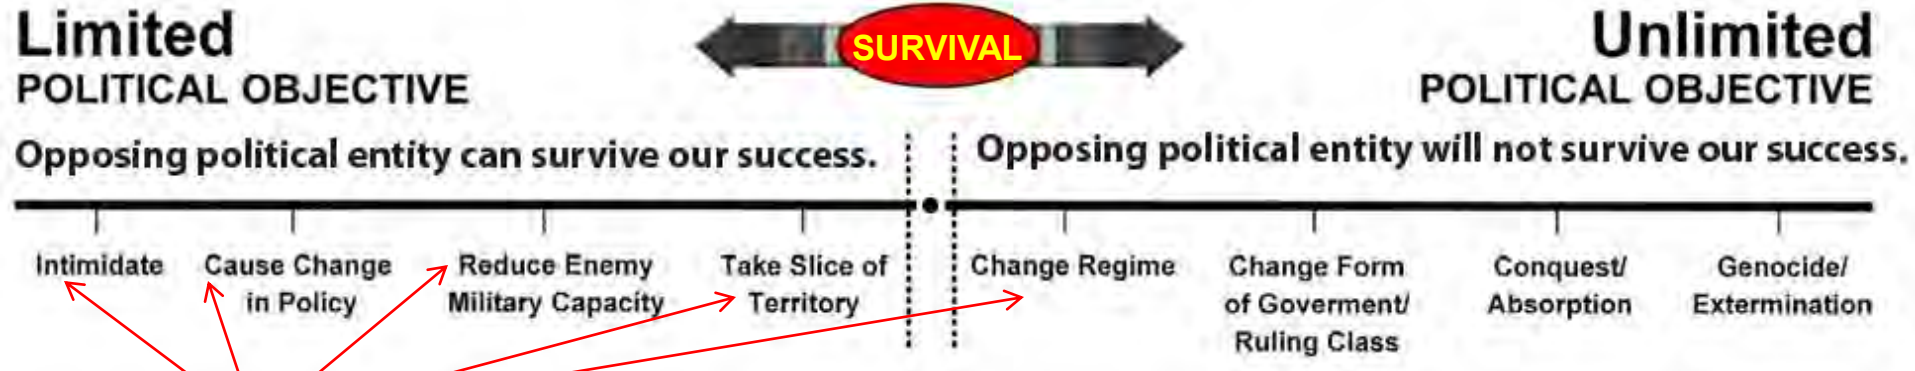 Limited
POLITICAL OBJECTIVE
SURVIVAL
Unlimited
POLITICAL OBJECTIVE
Opposing political entity can survive our success.
Opposing political entity will not survive our success.
Intimidate
Cause Change
in Policy
Reduce Enemy
Military Capacity
Take Slice of
Territory
Change Regime
Change Form
of Goverment/
Ruling Class
Conquest/
Absorption
Genocide/
Extermination